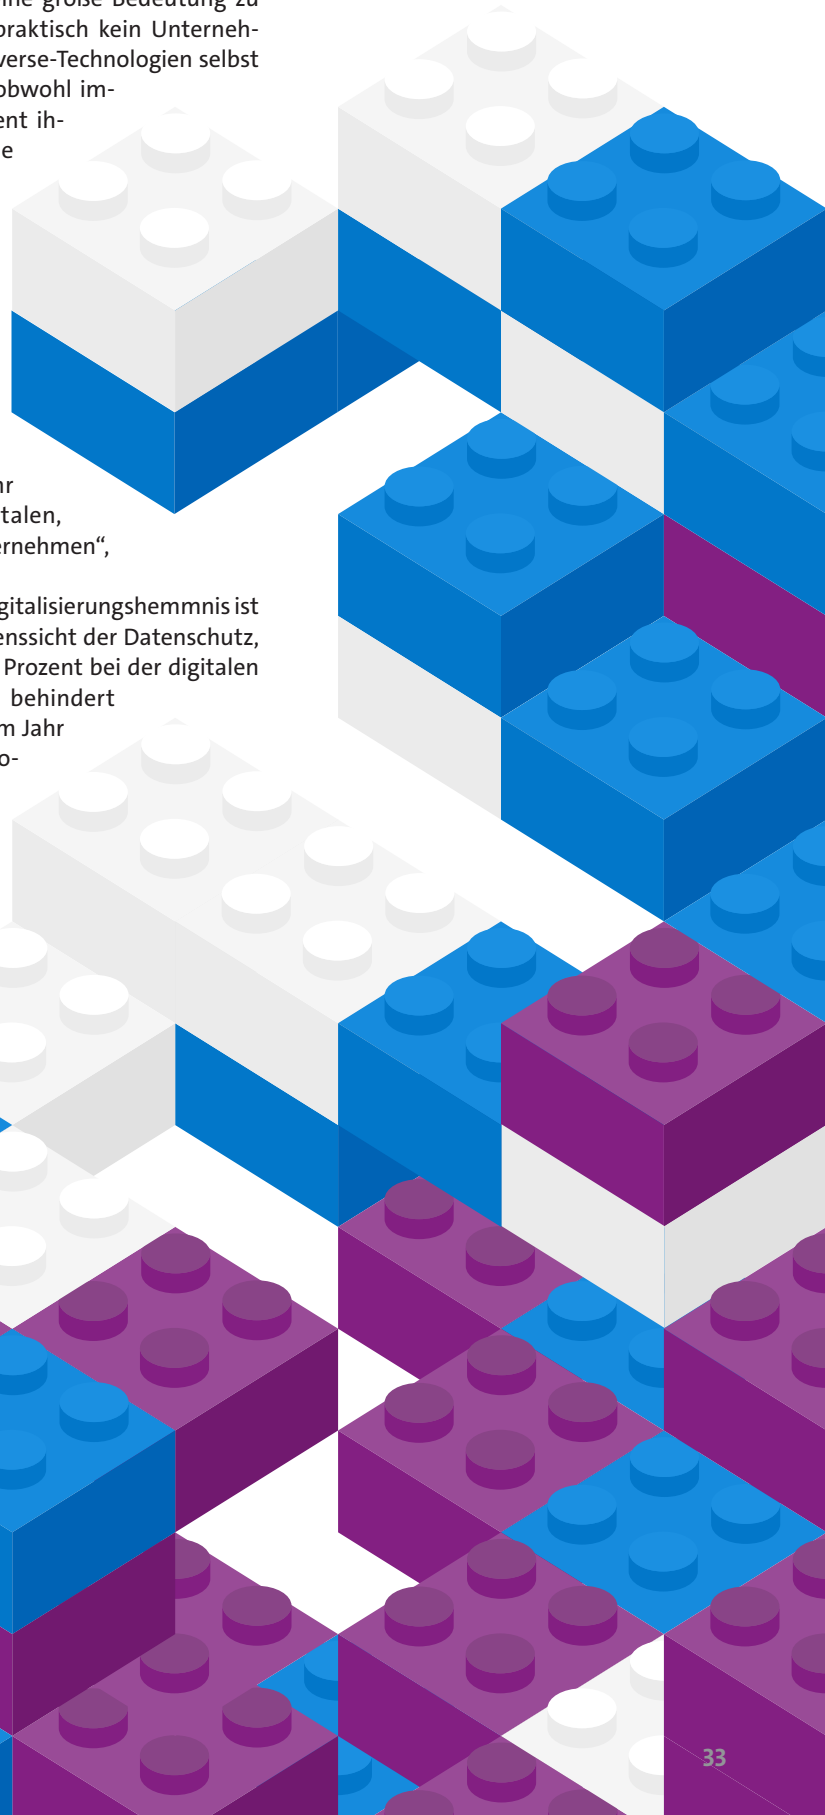 ine große Bedeutung zu
praktisch kein Unterneh-
verse-Technologien selbst
obwohl im-
ent ih-
e
hr
talen,
ernehmen“,
gitalisierungshemmnis ist
enssicht der Datenschutz,
Prozent bei der digitalen
behindert
m Jahr
o-
33